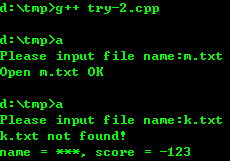 d:\tmp>g++ try-2.cpp
d:\tmp>a
Please input file name:m.txt
Open m.txt OK
d:\tmp>a
Please input file name:k.txt
k.txt not found!
name = ***, score = -123